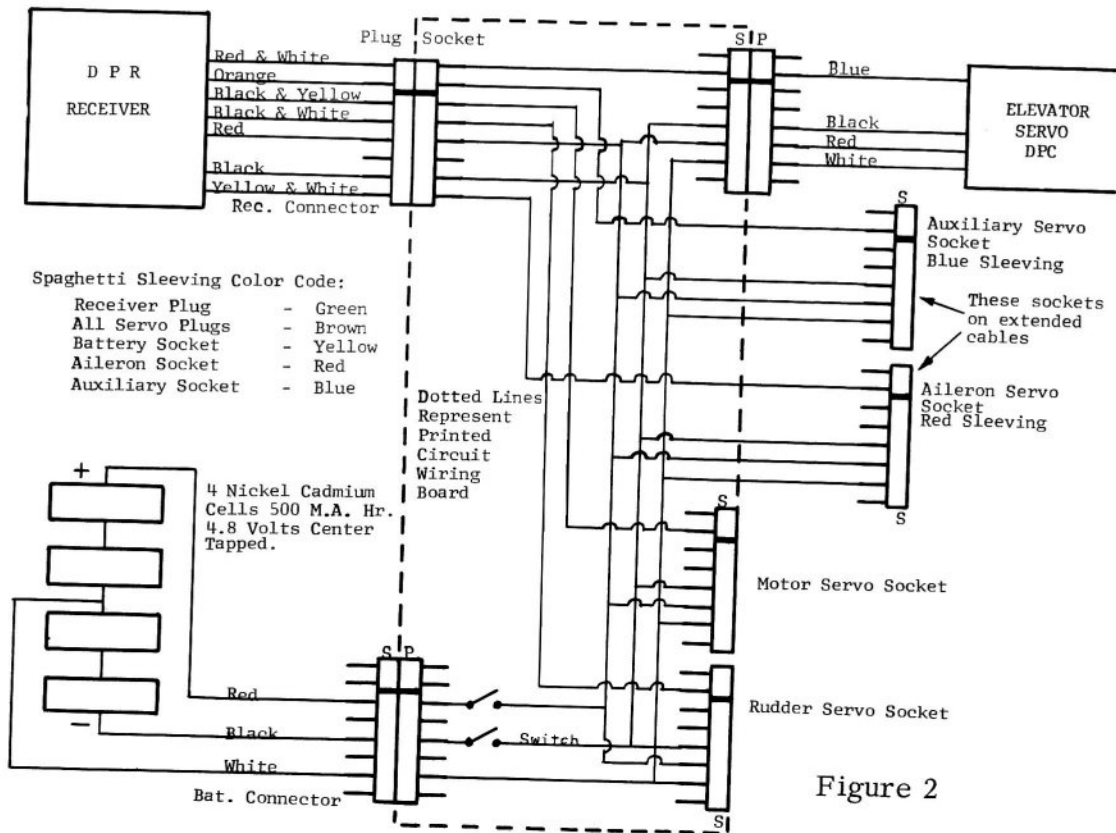 D P R
RECEIVER
Red & White
Orange
Black & Yellow
Black & White
Red
Black
Yellow & White
Rec. Connector
Plug
Socket
S P
Blue
Black
Red
White
ELEVATOR
SERVO
DPC
S
Auxiliary Servo
Socket
Blue Sleeving
These sockets
on extended
cables
Aileron Servo
Socket
Red Sleeving
S
Spaghetti Sleeving Color Code:
Receiver Plug - Green
All Servo Plugs - Brown
Battery Socket - Yellow
Aileron Socket - Red
Auxiliary Socket - Blue
Dotted Lines
Represent
Printed
Circuit
Wiring
Board
+
4 Nickel Cadmium
Cells 500 M.A. Hr.
4.8 Volts Center
Tapped.
-
S
Motor Servo Socket
S P
Red
Black
White
Bat. Connector
Switch
Rudder Servo Socket
S
Figure 2